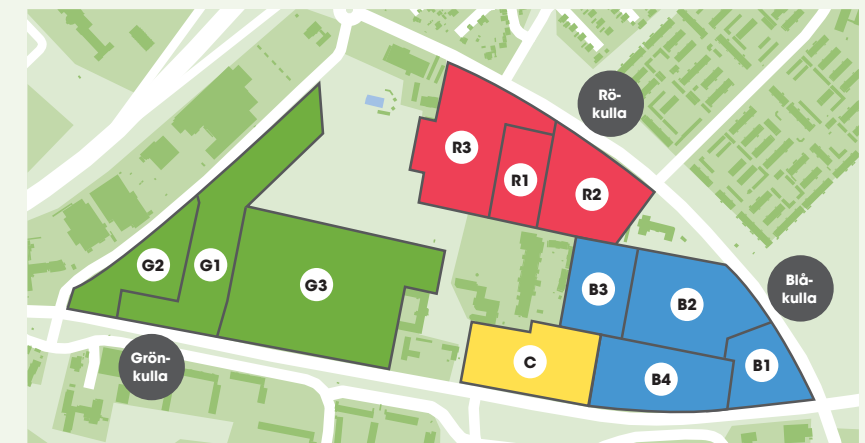 Rö-
kulla
R3
R1
R2
G2
G1
G3
B3
B2
Blå-
kulla
C
B4
B1
Grön-
kulla